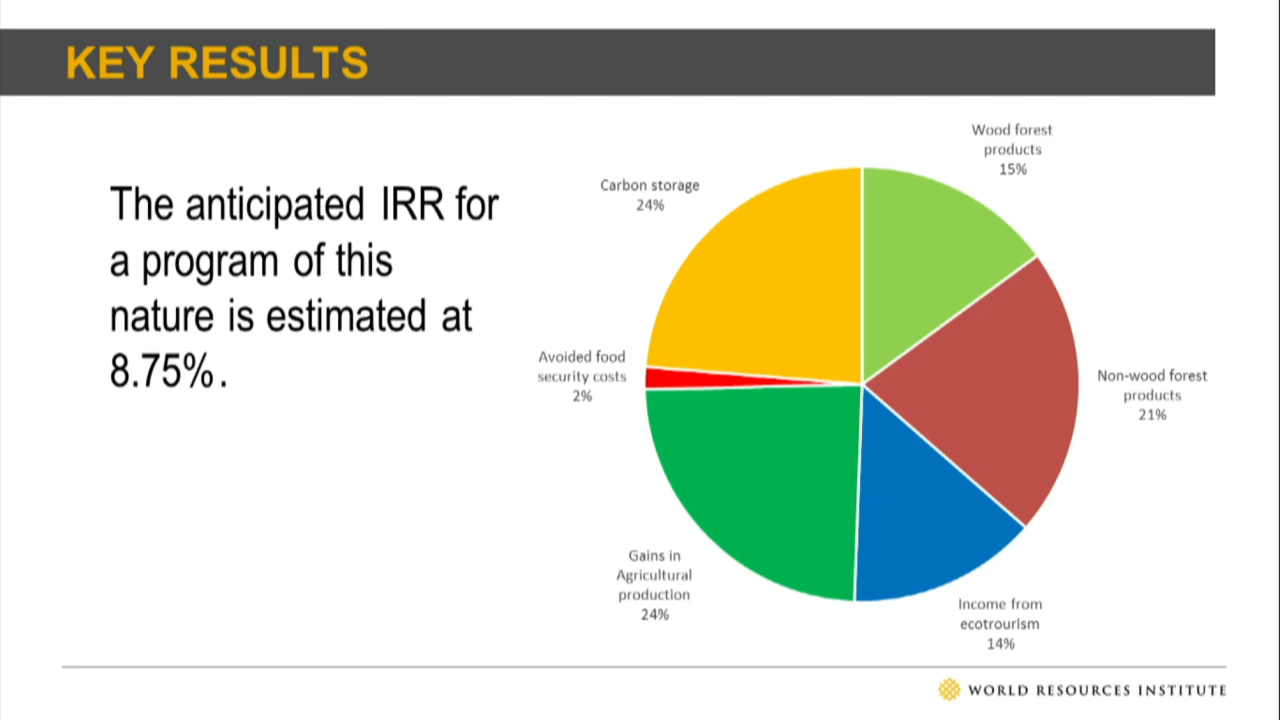 KEY RESULTS
The anticipated IRR for
a program of this
nature is estimated at
8.75%.
Wood forest
products
15%
Carbon storage
24%
Avoided food
security costs
2%
Non-wood forest
products
21%
Gains in
Agricultural
production
24%
Income from
ecotrourism
14%
WORLD RESOURCES INSTITUTE